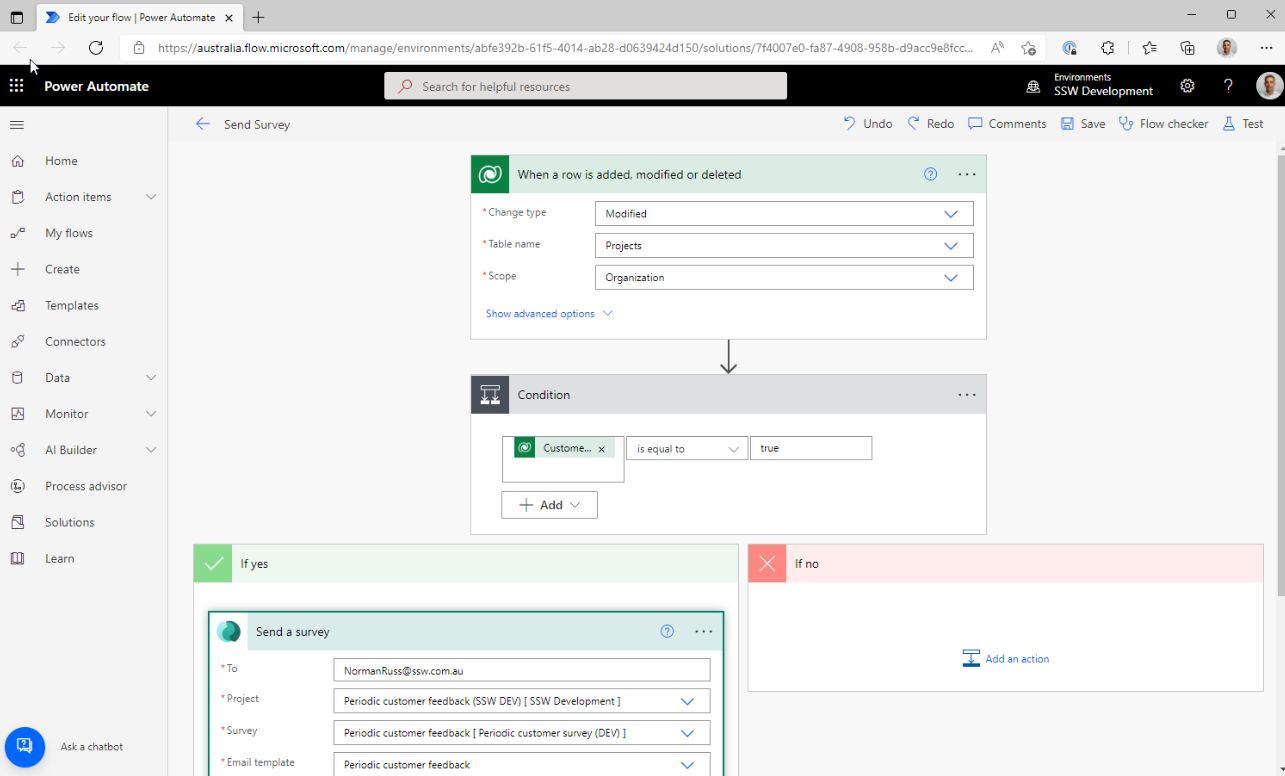 Edit your flow | Power Automate
https://australia.flow.microsoft.com/manage/environments/abfe392b-61f5-4014-ab28-d0639424d150/solutions/7f4007e0-fa87-4908-958b-d9acc9e8fcc...
Power Automate
Search for helpful resources
Environments
SSW Development
?
Send Survey
Undo
Redo
Comments
Save
Flow checker
Test
Home
Action items
My flows
Create
Templates
Connectors
Data
Monitor
AI Builder
Process advisor
Solutions
Learn
Ask a chatbot
When a row is added, modified or deleted
* Change type
Modified
* Table name
Projects
* Scope
Organization
Show advanced options
Condition
Custome...
is equal to
true
Add
If yes
Send a survey
* To
NormanRuss@ssw.com.au
* Project
Periodic customer feedback (SSW DEV) [ SSW Development ]
* Survey
Periodic customer feedback [ Periodic customer survey (DEV) ]
* Email template
Periodic customer feedback
If no
Add an action